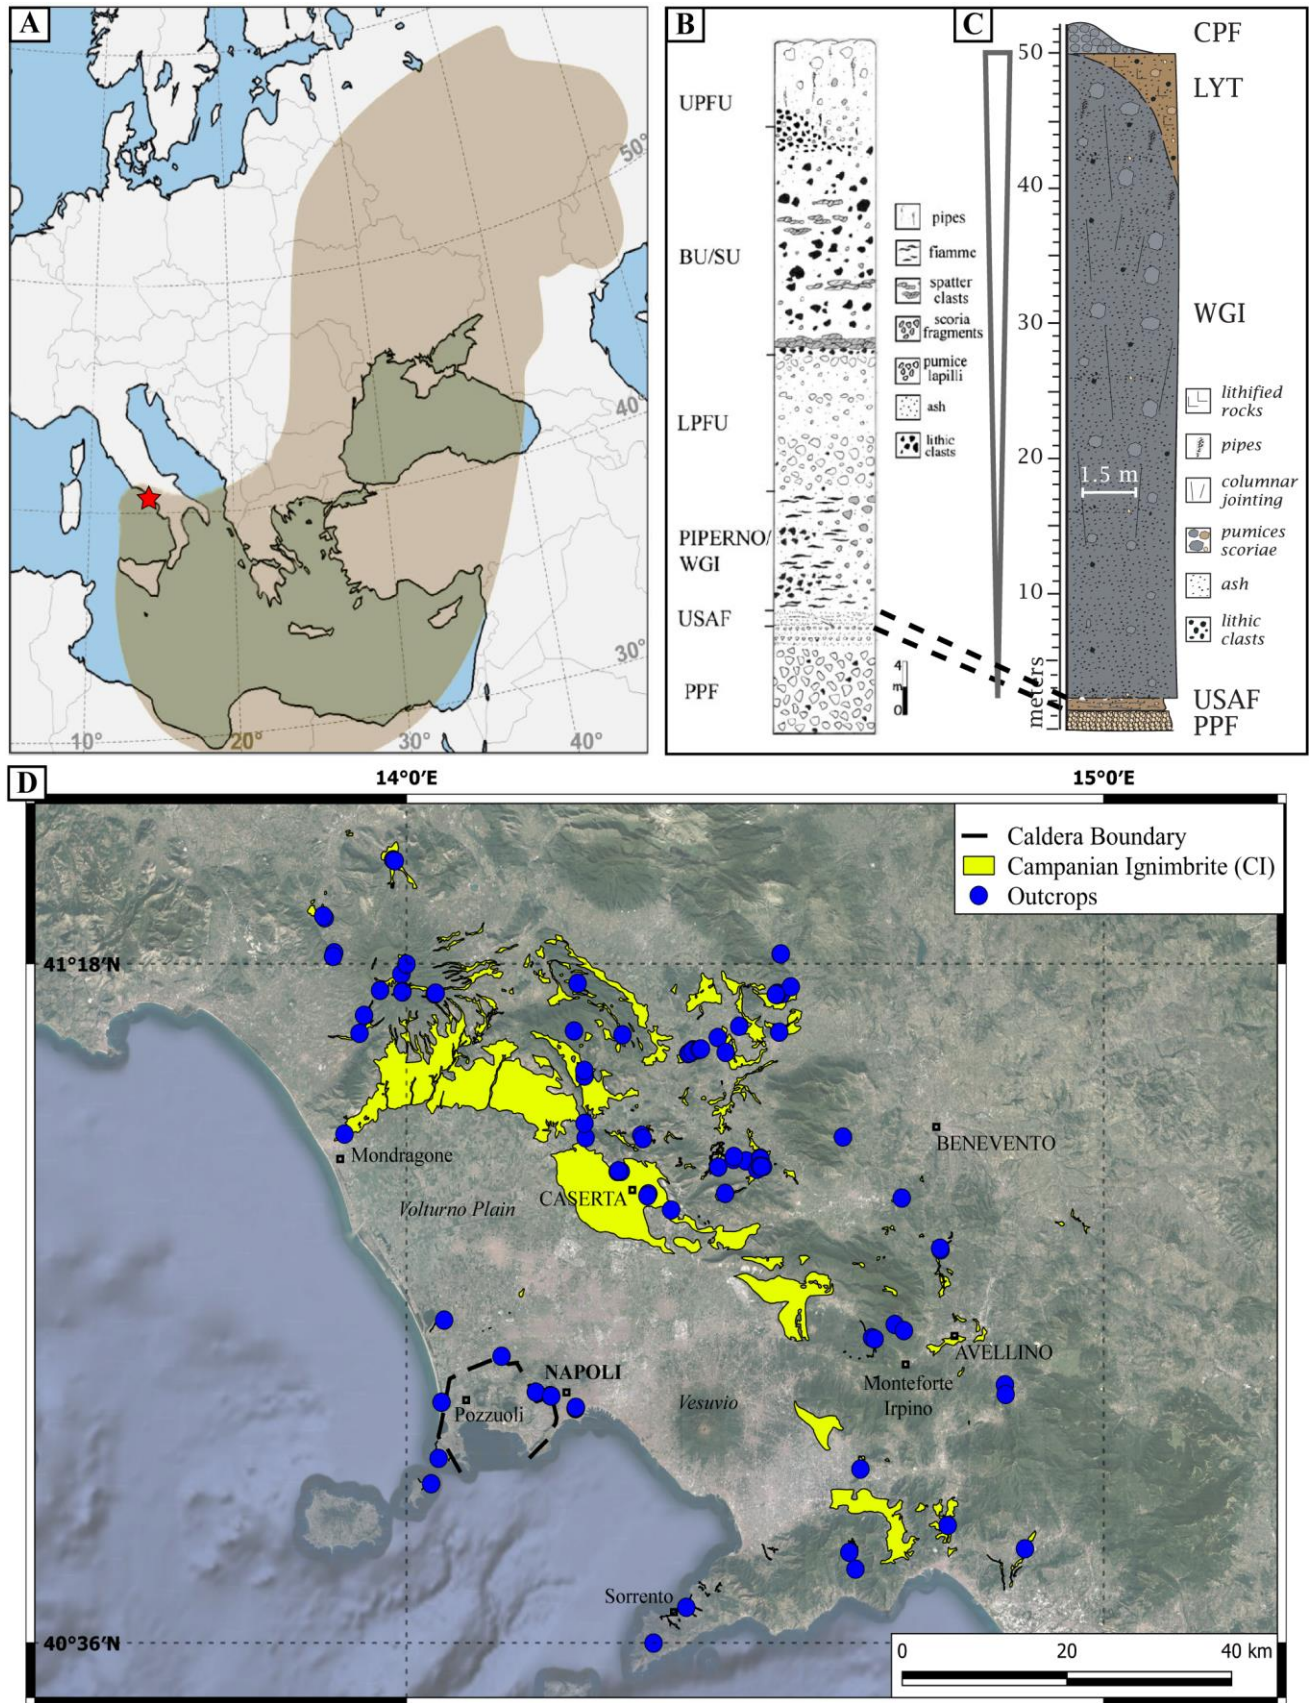 A
50°
40°
30°
10°
20°
30°
40°
B
UPFU
BU/SU
LPFU
PIPERNO/
WGI
USAF
PPF
pipes
fiamme
spatter
clasts
scoria
fragments
pumice
lapilli
ash
lithic
clasts
4
m
0
C
50
40
30
20
10
meters
1.5 m
CPF
LYT
WGI
USAF
PPF
lithified
rocks
pipes
columnar
jointing
pumices
scoriae
ash
lithic
clasts
D
14°0′E
15°0′E
41°18′N
40°36′N
Caldera Boundary
Campanian Ignimbrite (CI)
Outcrops
Mondragone
BENEVENTO
CASERTA
Volturno Plain
AVELLINO
NAPOLI
Monteforte
Irpino
Pozzuoli
Vesuvio
Sorrento
0
20
40 km